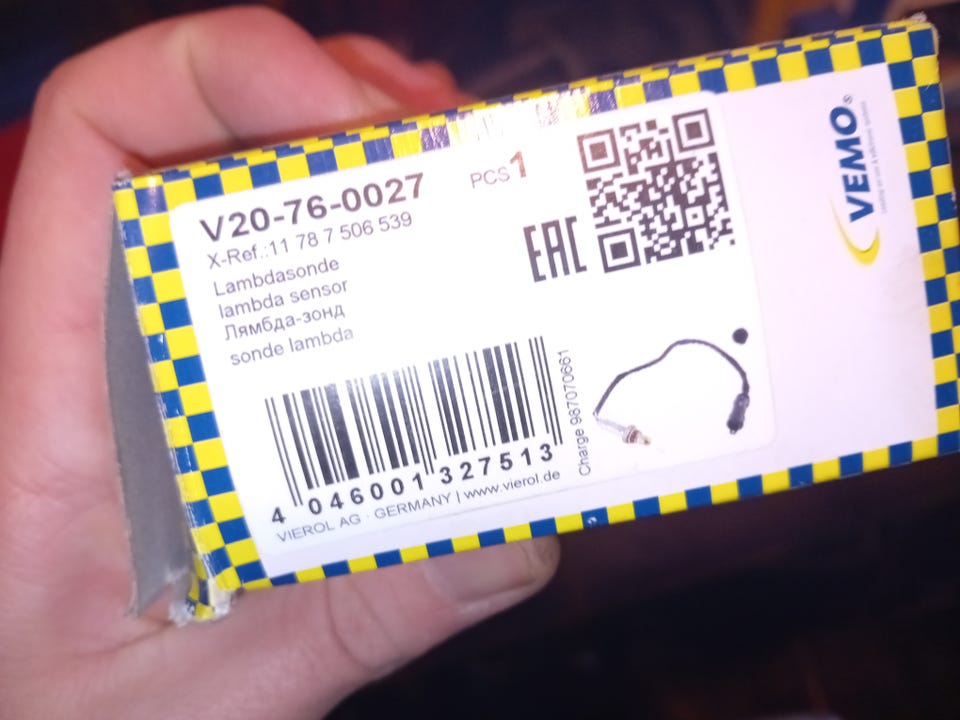 V20-76-0027
PCS 1
X-Ref.:11 78 7 506 539
Lambdasonde
lambda sensor
Лямбда-зонд
sonde lambda
EAC
VEMO
Charge 987070661
4 046001 327513
VIEROL AG · GERMANY | www.vierol.de